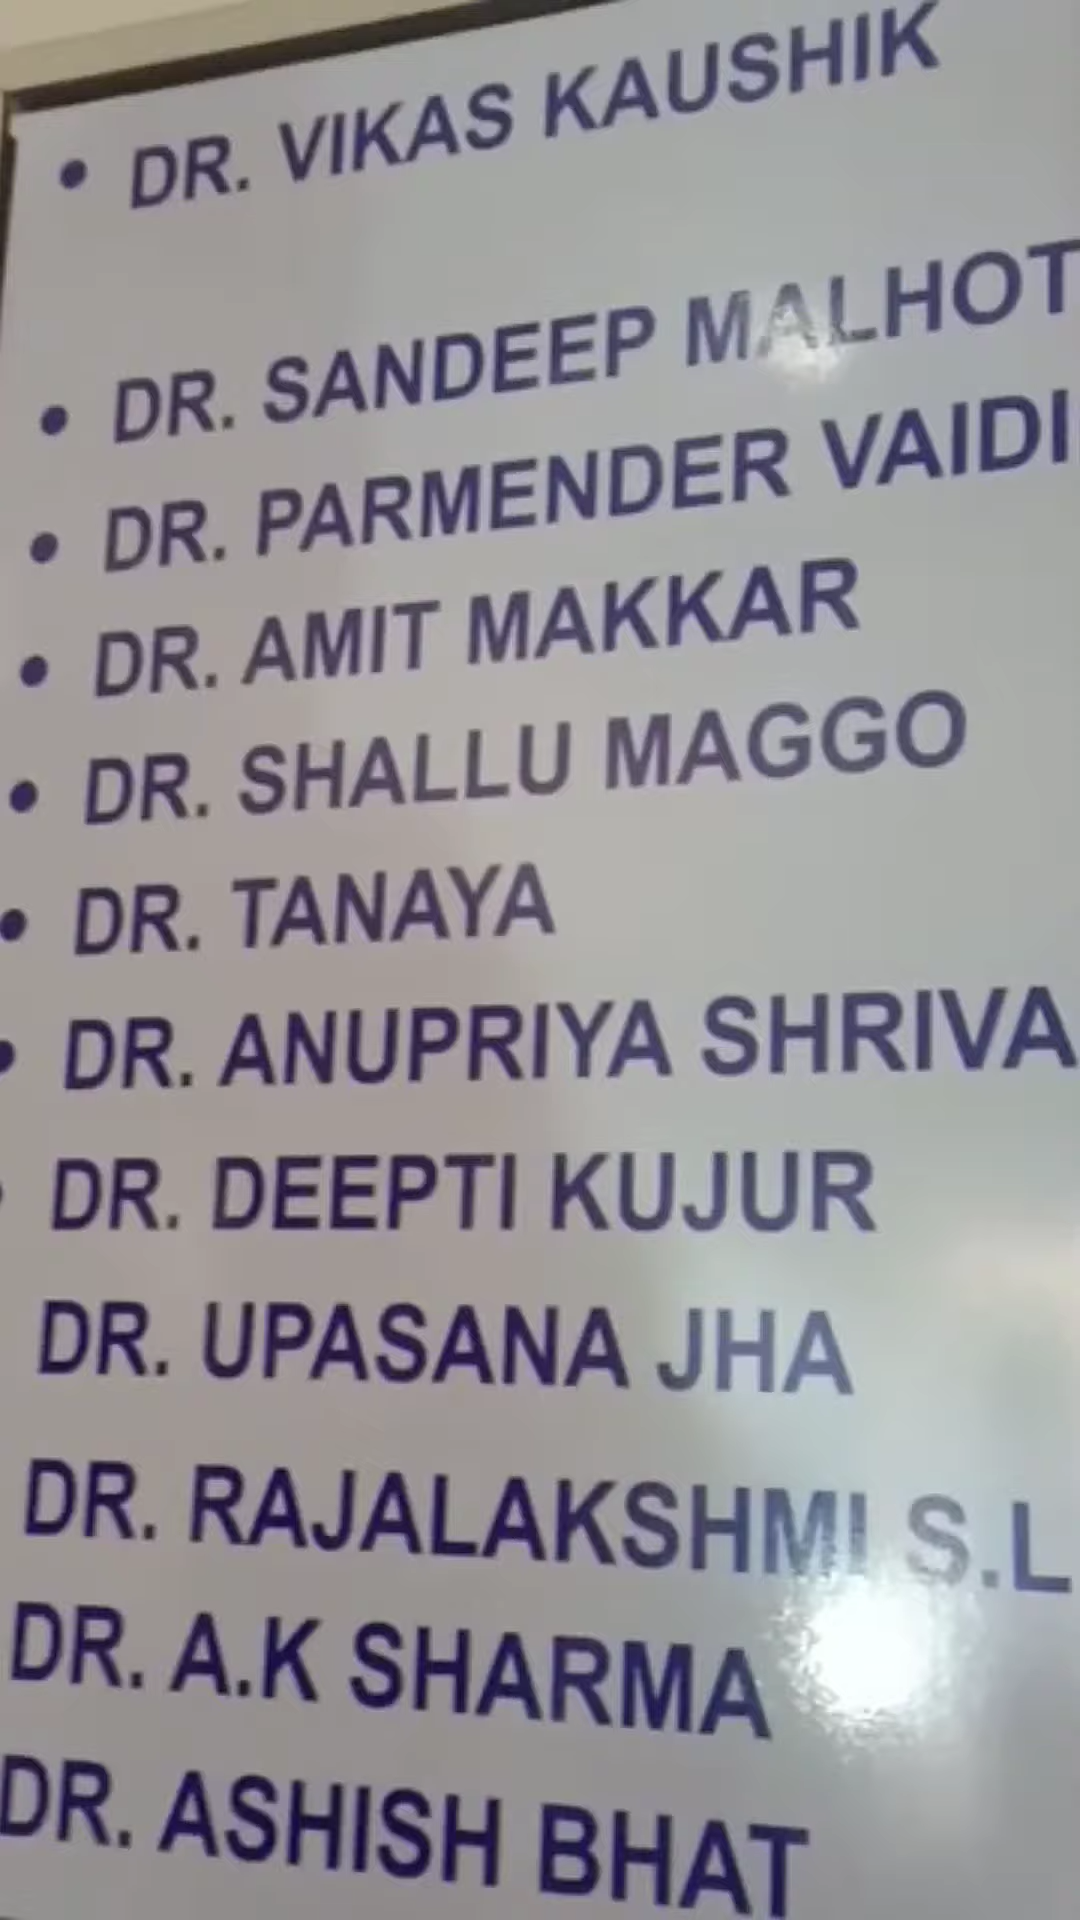 • DR. VIKAS KAUSHIK
• DR. SANDEEP MALHOT
• DR. PARMENDER VAIDI
• DR. AMIT MAKKAR
• DR. SHALLU MAGGO
• DR. TANAYA
• DR. ANUPRIYA SHRIVA
DR. DEEPTI KUJUR
DR. UPASANA JHA
DR. RAJALAKSHMI S.L
DR. A.K SHARMA
DR. ASHISH BHAT